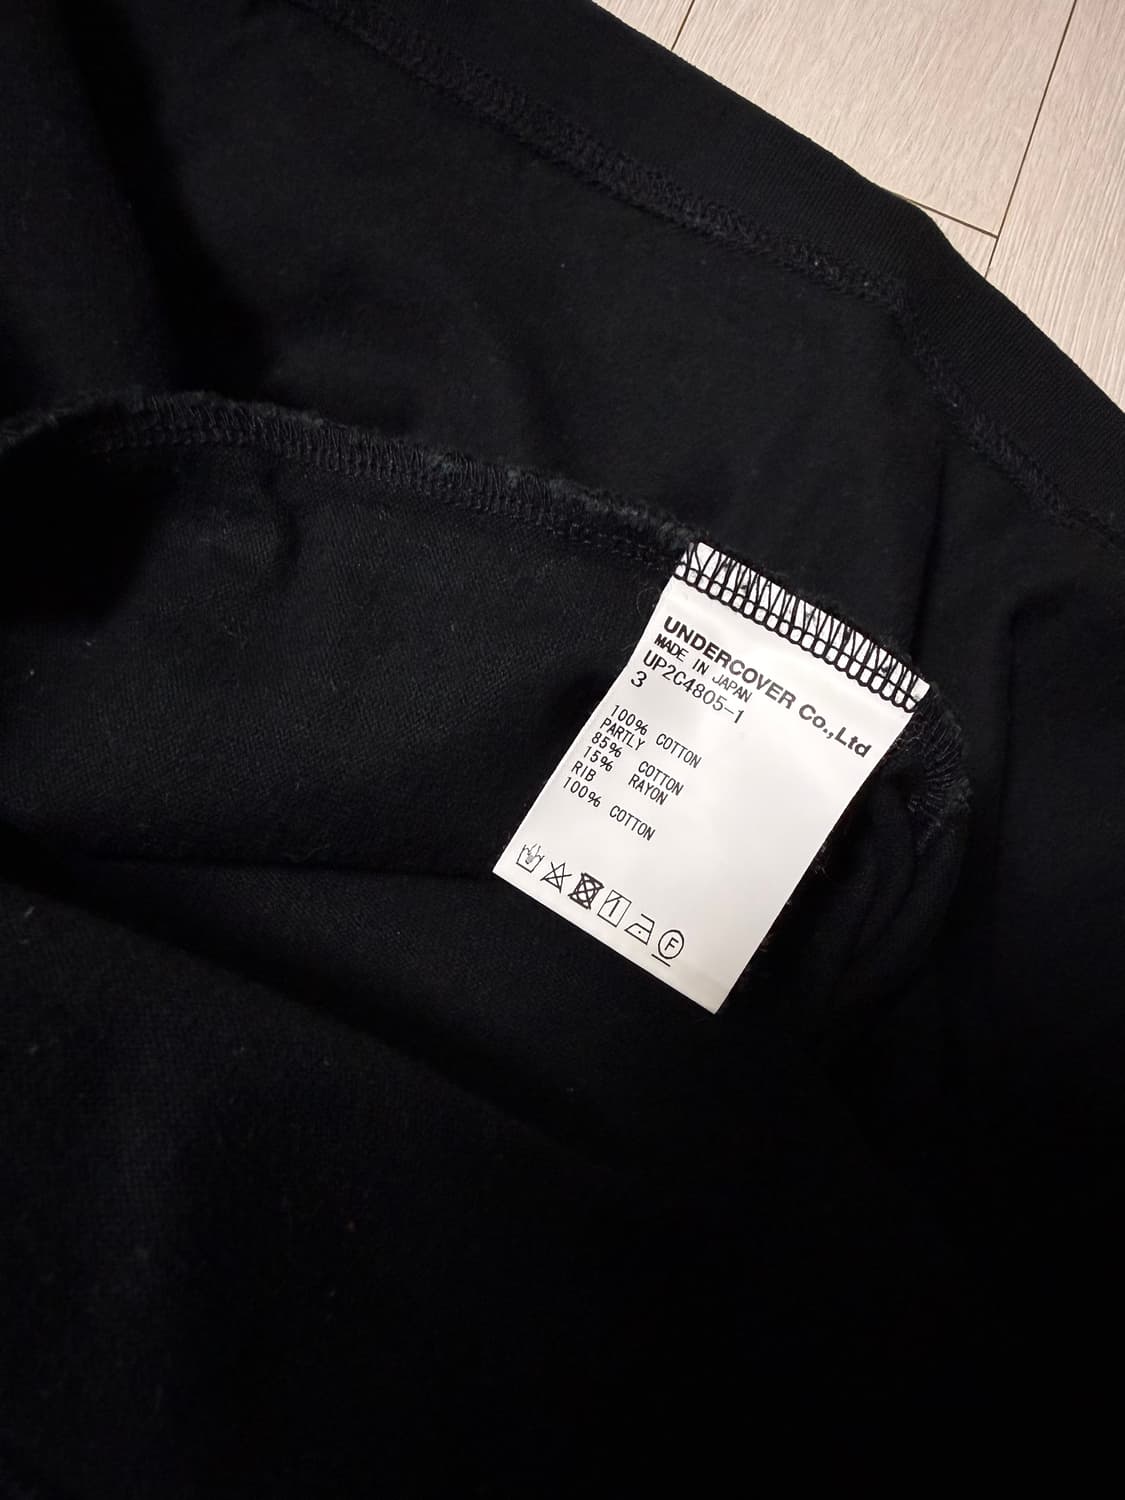 UNDERCOVER Co.,Ltd
MADE IN JAPAN
UP2C4805-1
3
100% COTTON
PARTLY
85% COTTON
15% RAYON
RIB
100% COTTON
F